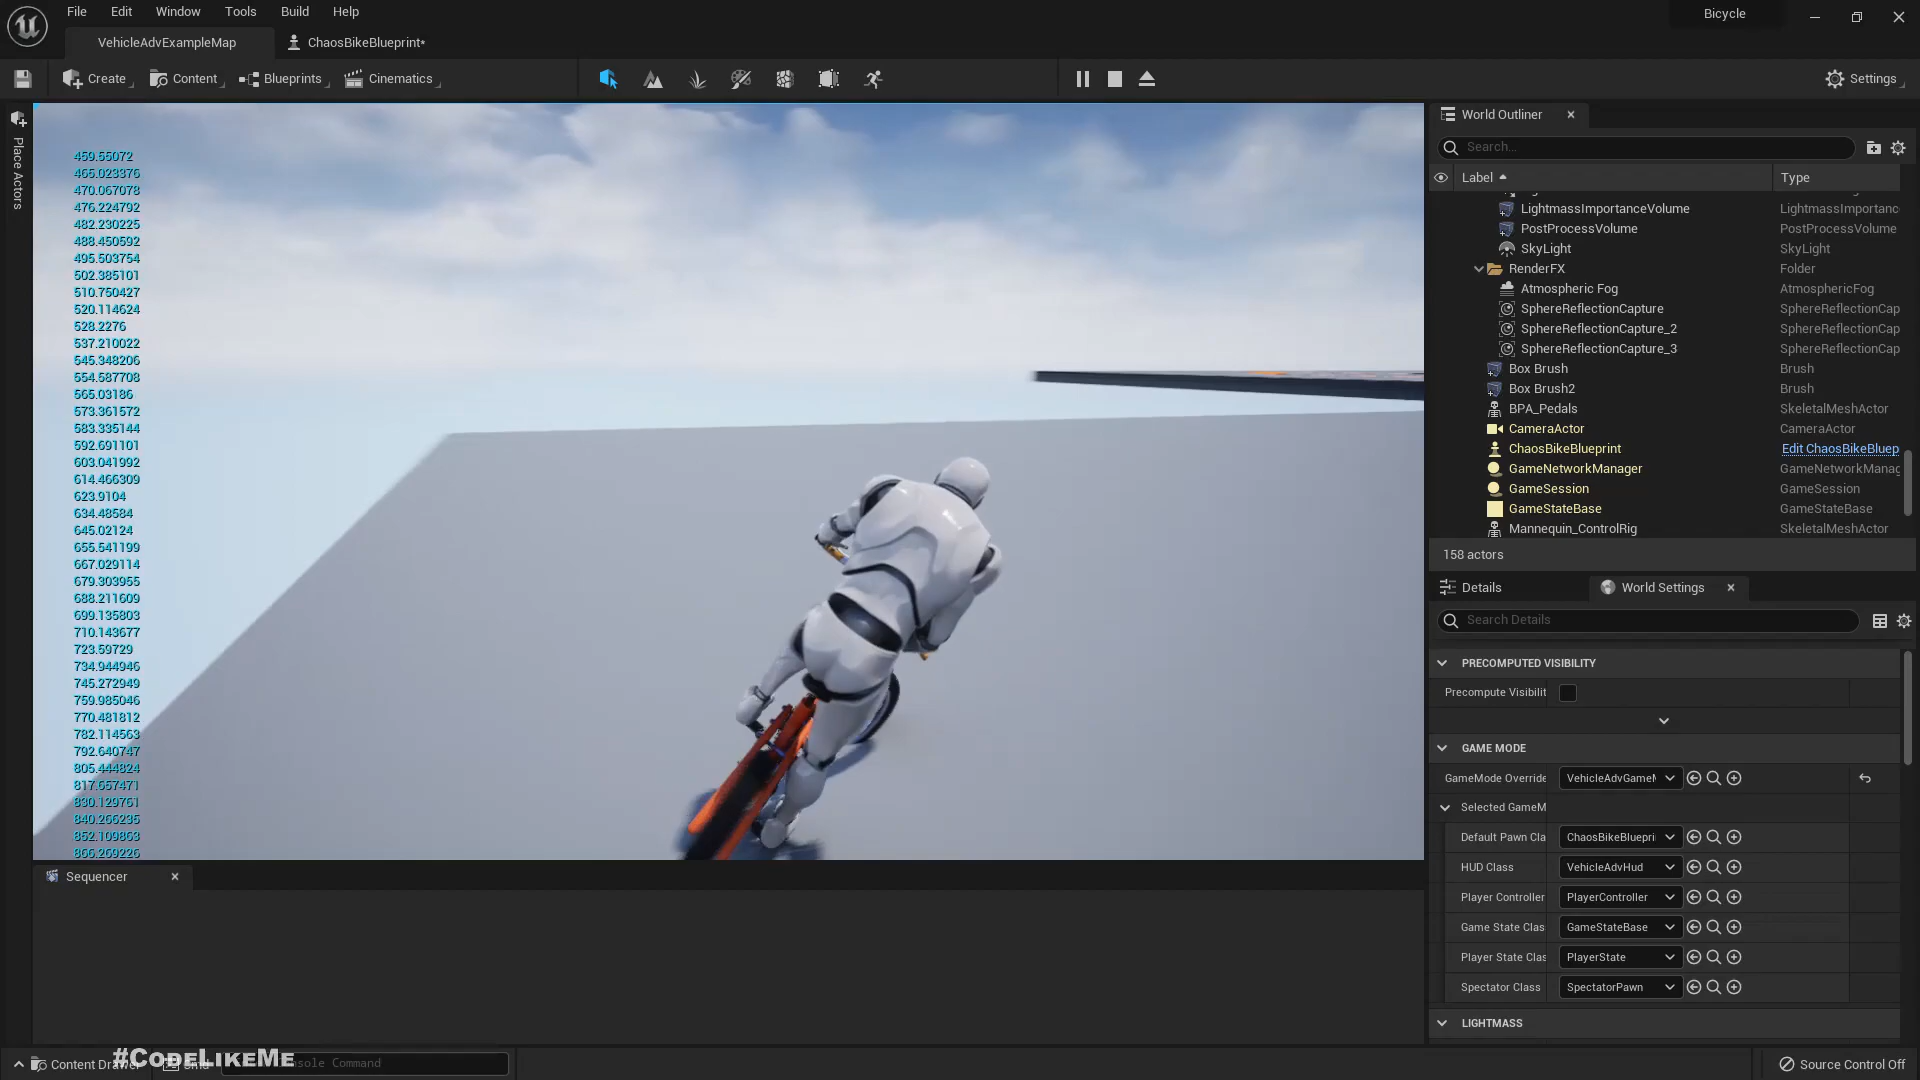 File Edit Window Tools Build Help
Bicycle
VehicleAdvExampleMap
ChaosBikeBlueprint*
Create
Content
Blueprints
Cinematics
Settings
Place Actors
459.55072
465.023376
470.067078
476.224792
482.230225
488.450592
495.503754
502.385101
510.750427
520.114624
528.2276
537.210022
545.348206
554.587708
565.03186
573.361572
583.335144
592.691101
603.041992
614.466309
623.9104
634.48584
645.02124
655.541199
667.029114
679.303955
688.211609
699.135803
710.143677
723.59729
734.944946
745.272949
759.985046
770.481812
782.114563
792.640747
805.444824
817.657471
830.129761
840.256235
852.109863
866.269226
World Outliner
Search...
Label Type
LightmassImportanceVolume LightmassImportanc
PostProcessVolume PostProcessVolume
SkyLight SkyLight
RenderFX Folder
Atmospheric Fog AtmosphericFog
SphereReflectionCapture SphereReflectionCap
SphereReflectionCapture_2 SphereReflectionCap
SphereReflectionCapture_3 SphereReflectionCap
Box Brush Brush
Box Brush2 Brush
BPA_Pedals SkeletalMeshActor
CameraActor CameraActor
ChaosBikeBlueprint Edit ChaosBikeBluep
GameNetworkManager GameNetworkManag
GameSession GameSession
GameStateBase GameStateBase
Mannequin_ControlRig SkeletalMeshActor
158 actors
Details
World Settings
Search Details
PRECOMPUTED VISIBILITY
Precompute Visibilit
GAME MODE
GameMode Override VehicleAdvGameM
Selected GameM
Default Pawn Cla ChaosBikeBluepri
HUD Class VehicleAdvHud
Player Controller PlayerController
Game State Clas GameStateBase
Player State Clas PlayerState
Spectator Class SpectatorPawn
LIGHTMASS
Sequencer
Content Drawer
#CodeLikeMe
Console Command
Source Control Off